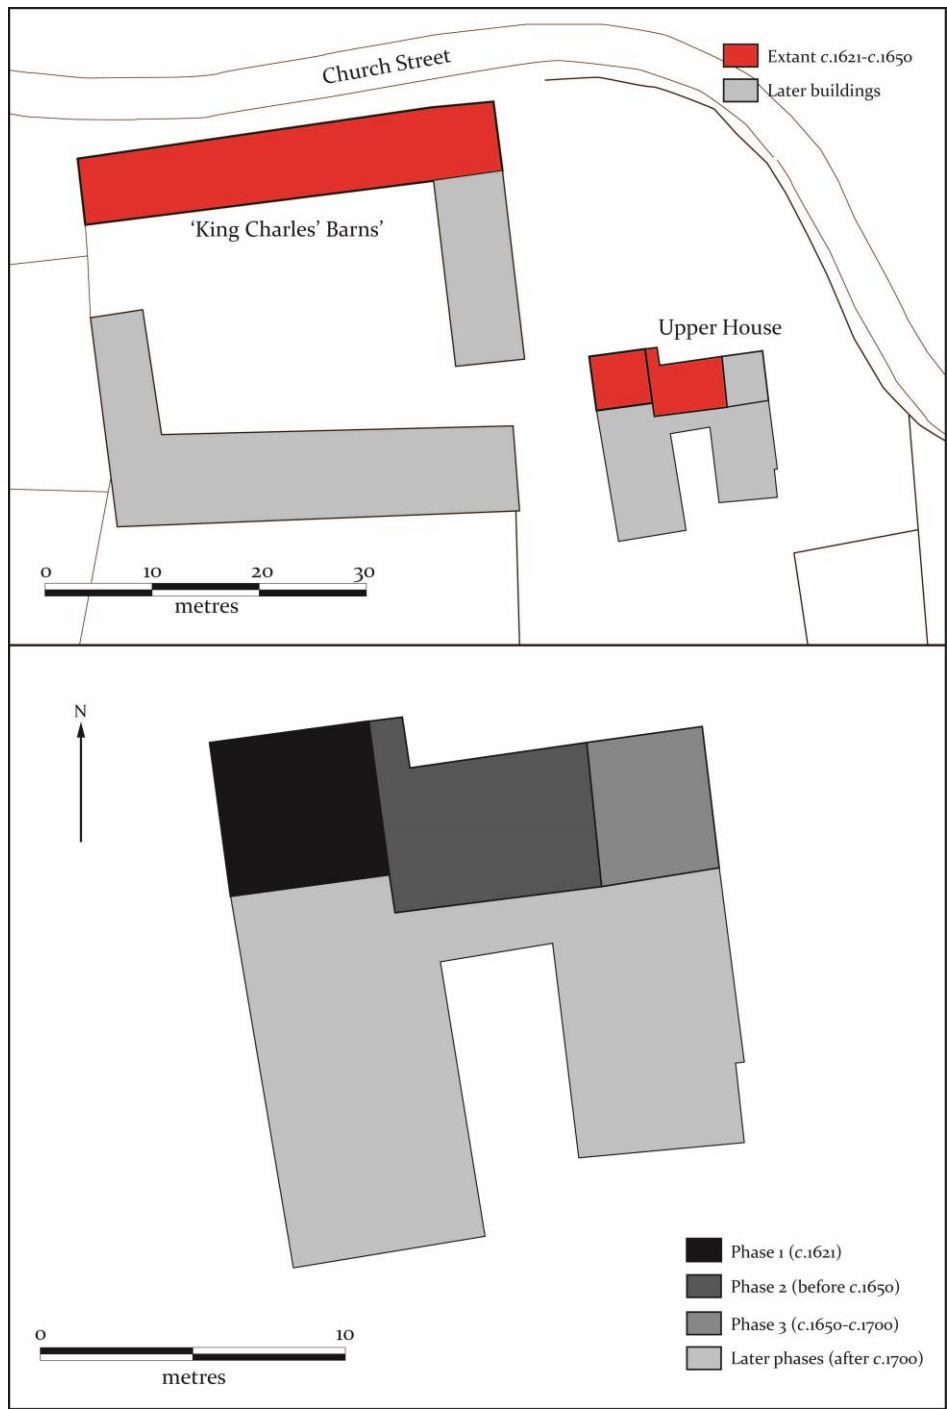 Church Street
Extant c.1621-c.1650
Later buildings
'King Charles' Barns'
Upper House
0 10 20 30
metres
N
Phase 1 (c.1621)
Phase 2 (before c.1650)
Phase 3 (c.1650-c.1700)
Later phases (after c.1700)
0 10
metres